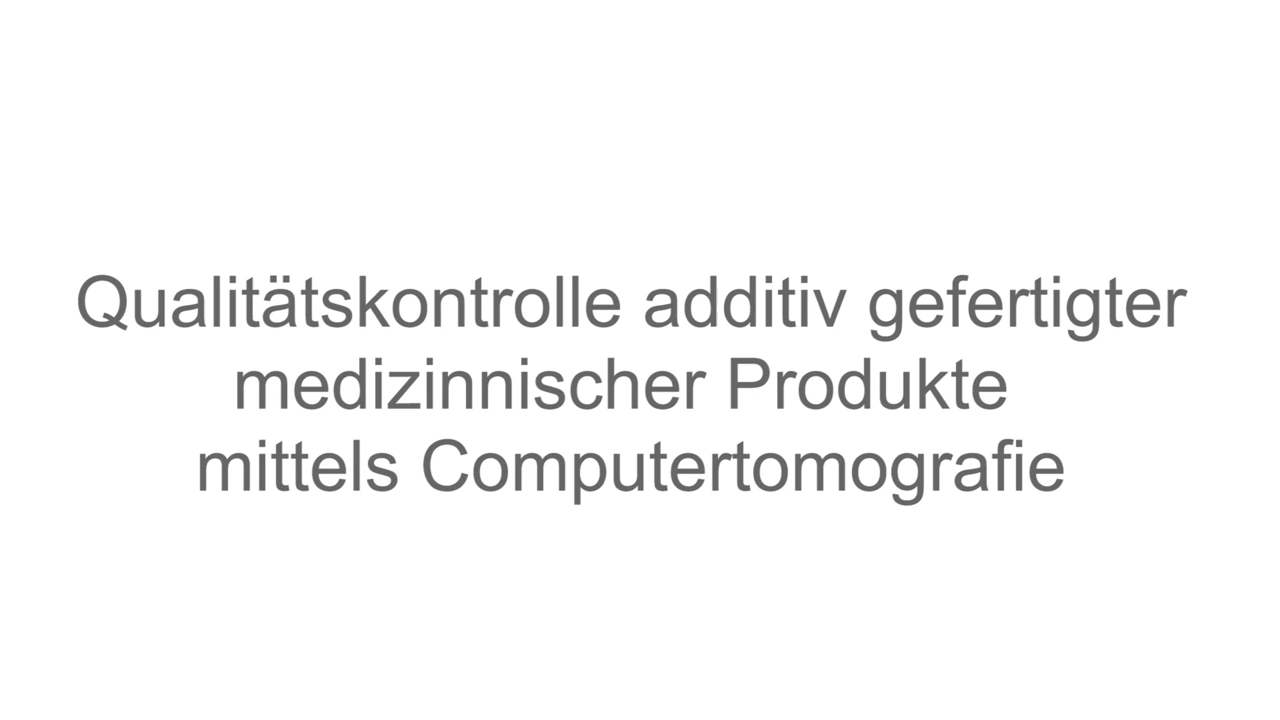 Qualitätskontrolle additiv gefertigter
medizinnischer Produkte
mittels Computertomografie